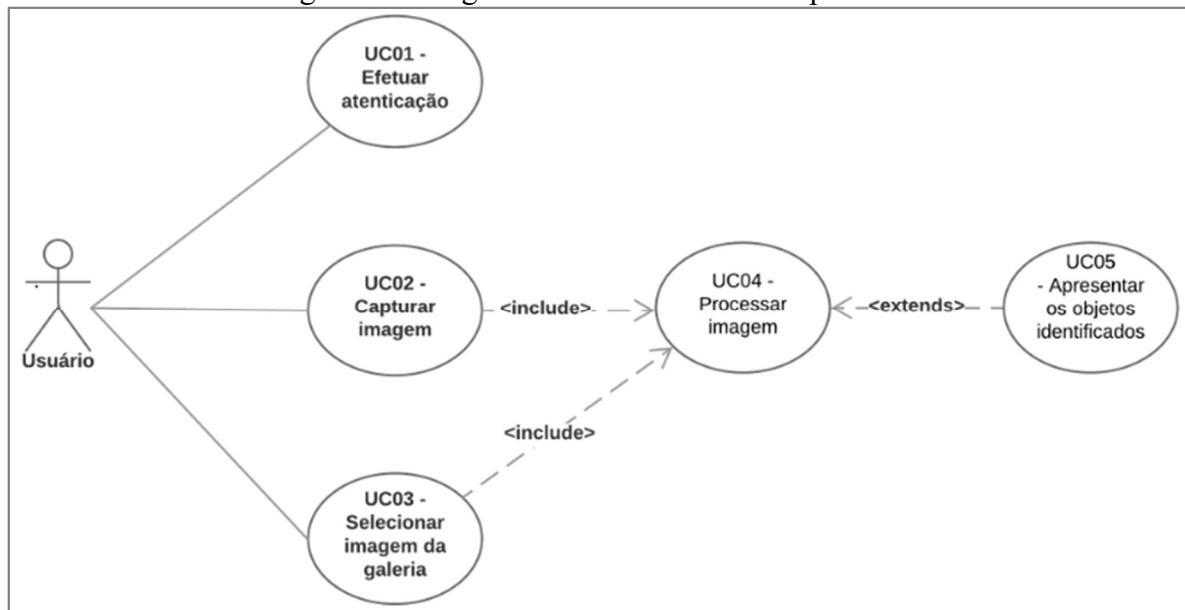 UC01 -
Efetuar
atenticação
Usuário
UC02 -
Capturar
imagem
<include>
UC04 -
Processar
imagem
<extends>
UC05
- Apresentar
os objetos
identificados
<include>
UC03 -
Selecionar
imagem da
galeria